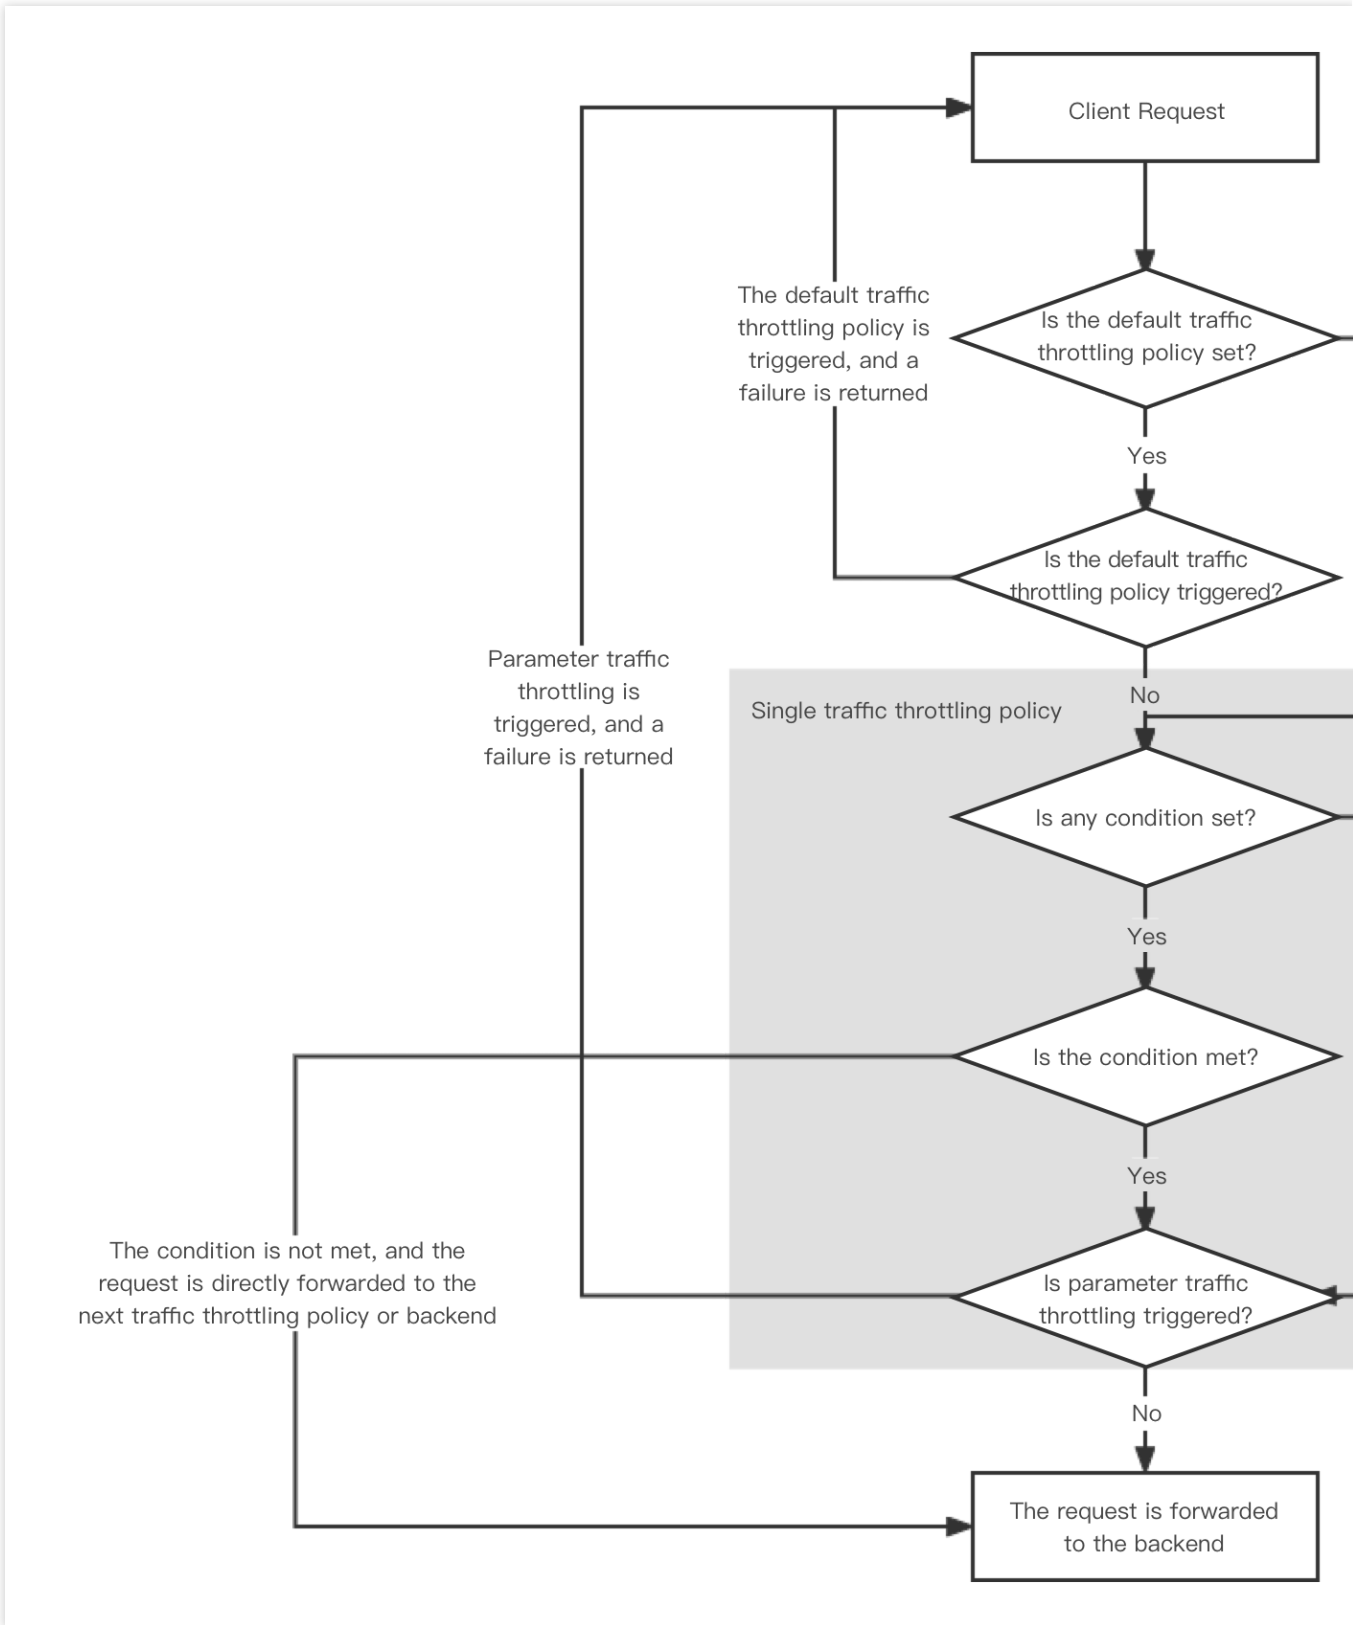 Client Request
The default traffic
throttling policy is
triggered, and a
failure is returned
Is the default traffic
throttling policy set?
Yes
Is the default traffic
throttling policy triggered?
Parameter traffic
throttling is
triggered, and a
failure is returned
No
Single traffic throttling policy
Is any condition set?
Yes
Is the condition met?
Yes
The condition is not met, and the
request is directly forwarded to the
next traffic throttling policy or backend
Is parameter traffic
throttling triggered?
No
The request is forwarded
to the backend